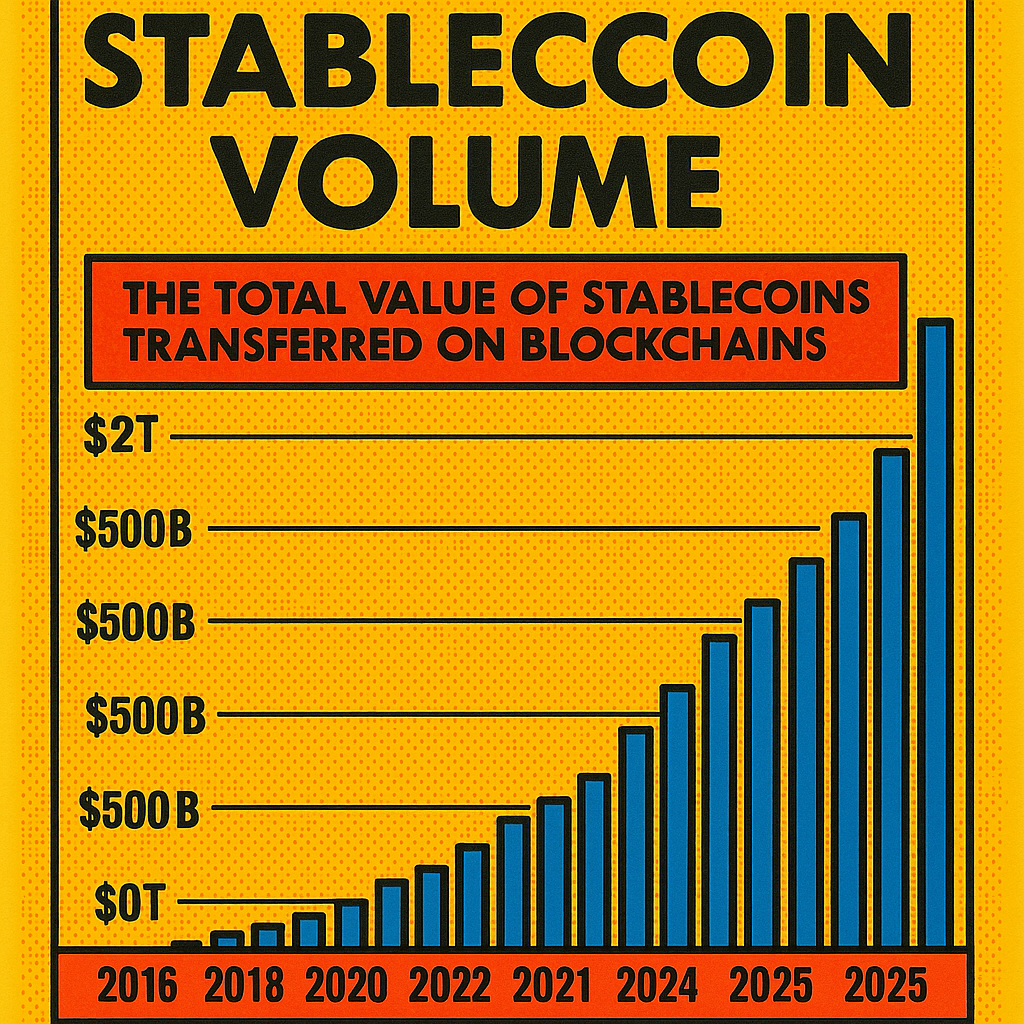 STABLECCOIN
VOLUME
THE TOTAL VALUE OF STABLECOINS
TRANSFERRED ON BLOCKCHAINS
$2T
$500B
$500B
$500B
$500B
$0T
2016 2018 2020 2022 2021 2024 2025 2025